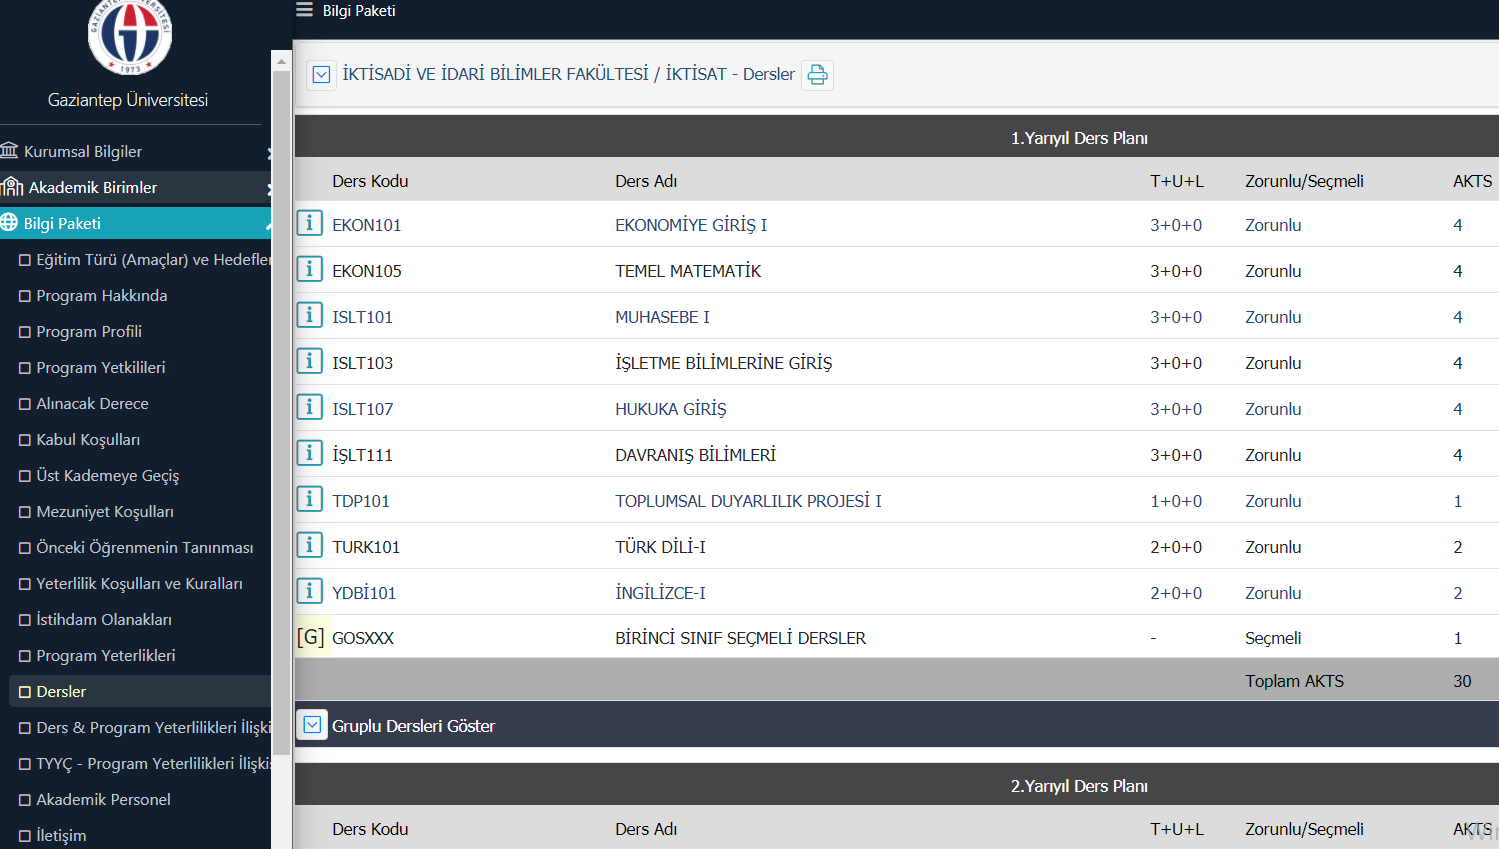 GAZİANTEP ÜNİVERSİTESİ
1973
Gaziantep Üniversitesi
Kurumsal Bilgiler
Akademik Birimler
Bilgi Paketi
Eğitim Türü (Amaçlar) ve Hedefler
Program Hakkında
Program Profili
Program Yetkilileri
Alınacak Derece
Kabul Koşulları
Üst Kademeye Geçiş
Mezuniyet Koşulları
Önceki Öğrenmenin Tanınması
Yeterlilik Koşulları ve Kuralları
İstihdam Olanakları
Program Yeterlikleri
Dersler
Ders & Program Yeterlilikleri İlişki
TYYÇ - Program Yeterlilikleri İlişkis
Akademik Personel
İletişim
Bilgi Paketi
İKTİSADİ VE İDARİ BİLİMLER FAKÜLTESİ / İKTİSAT - Dersler
1.Yarıyıl Ders Planı
Ders Kodu Ders Adı T+U+L Zorunlu/Seçmeli AKTS
EKON101 EKONOMİYE GİRİŞ I 3+0+0 Zorunlu 4
EKON105 TEMEL MATEMATİK 3+0+0 Zorunlu 4
ISLT101 MUHASEBE I 3+0+0 Zorunlu 4
ISLT103 İŞLETME BİLİMLERİNE GİRİŞ 3+0+0 Zorunlu 4
ISLT107 HUKUKA GİRİŞ 3+0+0 Zorunlu 4
İŞLT111 DAVRANIŞ BİLİMLERİ 3+0+0 Zorunlu 4
TDP101 TOPLUMSAL DUYARLILIK PROJESİ I 1+0+0 Zorunlu 1
TURK101 TÜRK DİLİ-I 2+0+0 Zorunlu 2
YDBİ101 İNGİLİZCE-I 2+0+0 Zorunlu 2
[G] GOSXXX BİRİNCİ SINIF SEÇMELİ DERSLER - Seçmeli 1
Toplam AKTS 30
Gruplu Dersleri Göster
2.Yarıyıl Ders Planı
Ders Kodu Ders Adı T+U+L Zorunlu/Seçmeli AKTS